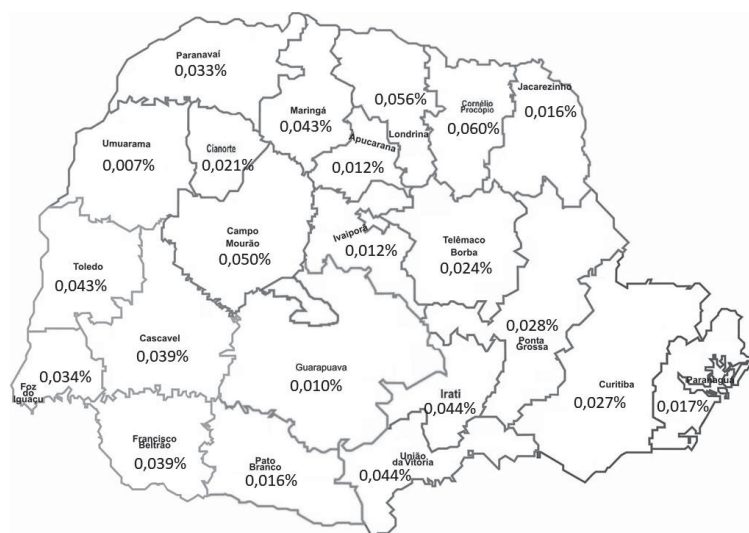 Paranavaí
0,033%
Maringá
0,043%
0,056%
Londrina
Cornélio
Procópio
0,060%
Jacarezinho
0,016%
Umuarama
0,007%
Cianorte
0,021%
Apucarana
0,012%
Campo
Mourão
0,050%
Ivaiporã
0,012%
Telêmaco
Borba
0,024%
Toledo
0,043%
Cascavel
0,039%
0,034%
Foz
do
Iguaçu
Guarapuava
0,010%
0,028%
Ponta
Grossa
Irati
0,044%
Curitiba
0,027%
Paranaguá
0,017%
Francisco
Beltrão
0,039%
Pato
Branco
0,016%
União
da Vitória
0,044%